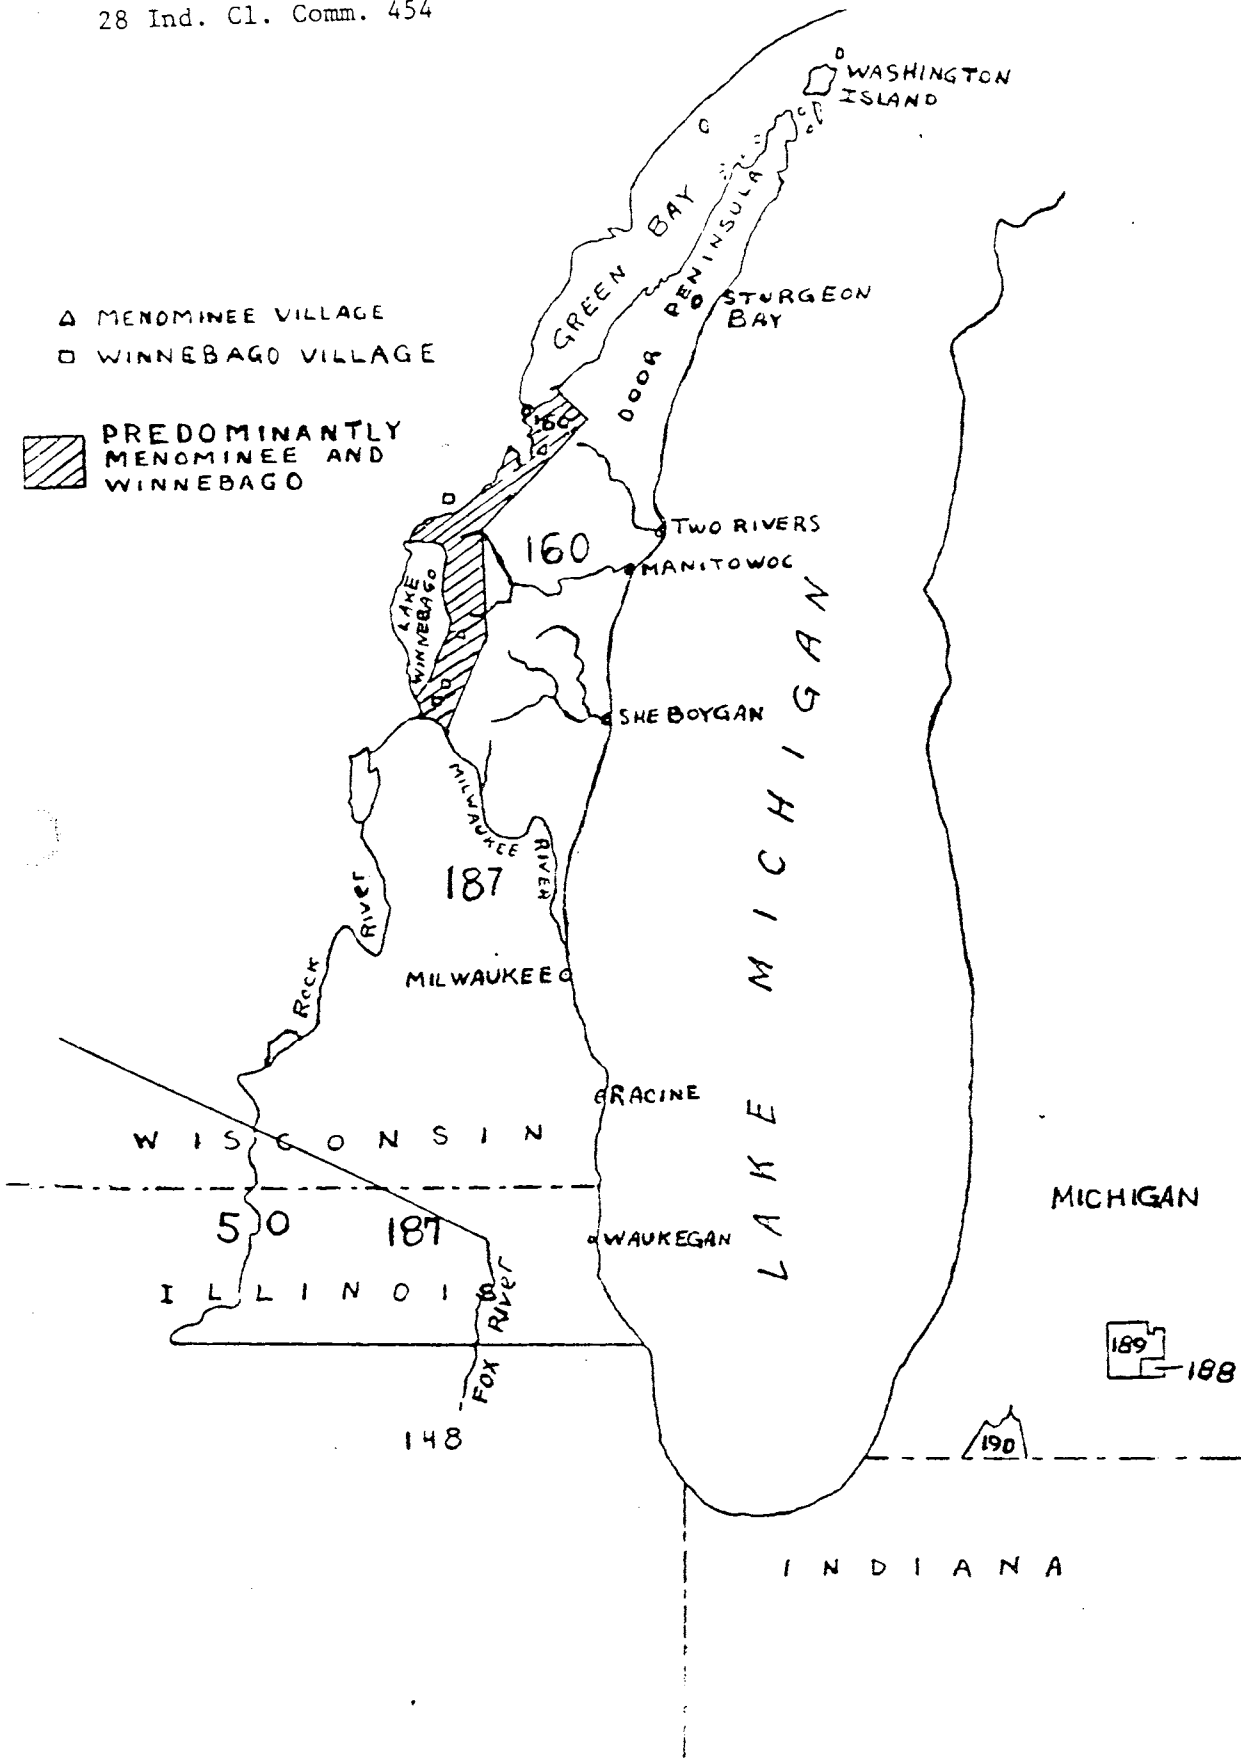 28 Ind. Cl. Comm. 454
WASHINGTON
ISLAND
GREEN BAY
DOOR PENINSULA
STURGEON
BAY
MENOMINEE VILLAGE
WINNEBAGO VILLAGE
PREDOMINANTLY
MENOMINEE AND
WINNEBAGO
160
TWO RIVERS
160
MANITOWOC
LAKE
WINNEBAGO
SHEBOYGAN
MILWAUKEE RIVER
187
ROCK RIVER
MILWAUKEE
LAKE MICHIGAN
RACINE
WISCONSIN
MICHIGAN
50
187
WAUKEGAN
ILLINOIS
FOX RIVER
148
189
188
190
INDIANA